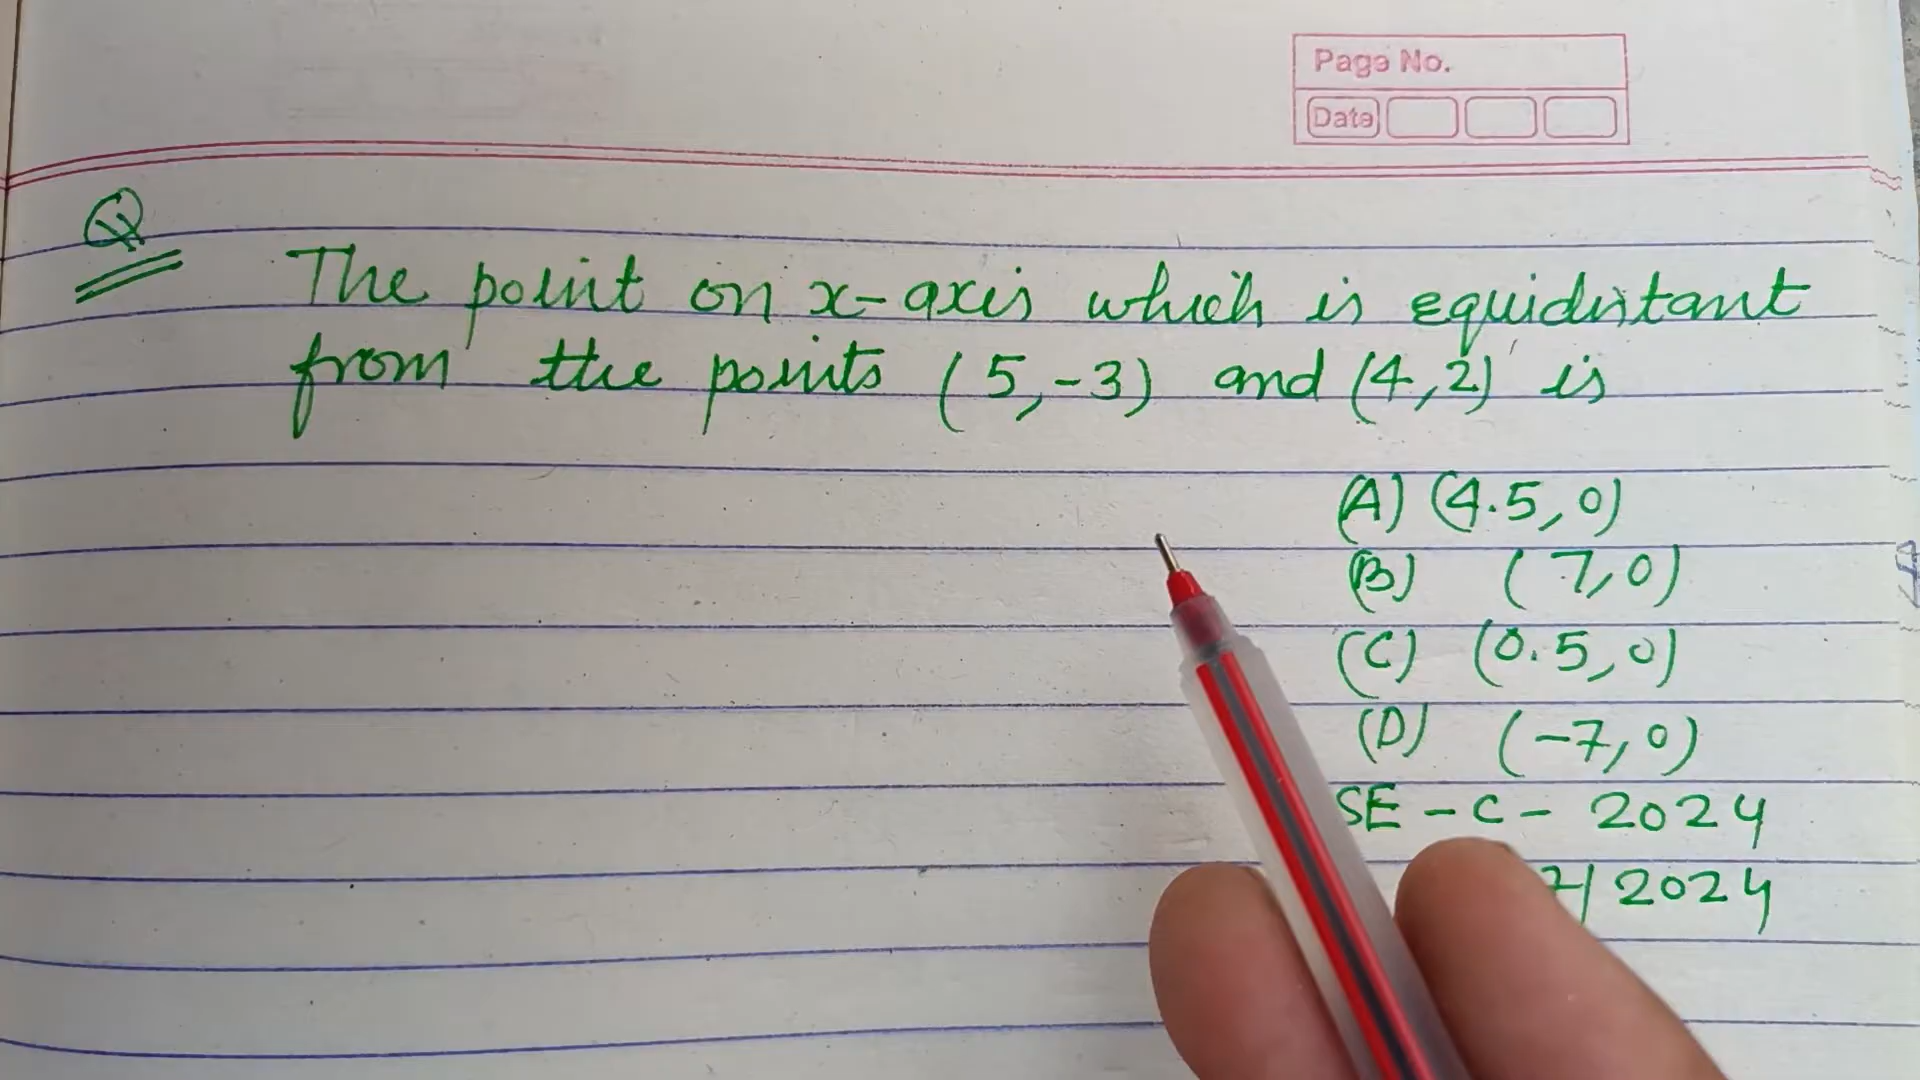 Page No.
Date
Q
The point on x-axis which is equidistant
from the points (5,-3) and (4,2) is
(A) (4.5,0)
(B) (7,0)
(C) (0.5,0)
(D) (-7,0)
SE-C-2024
2024